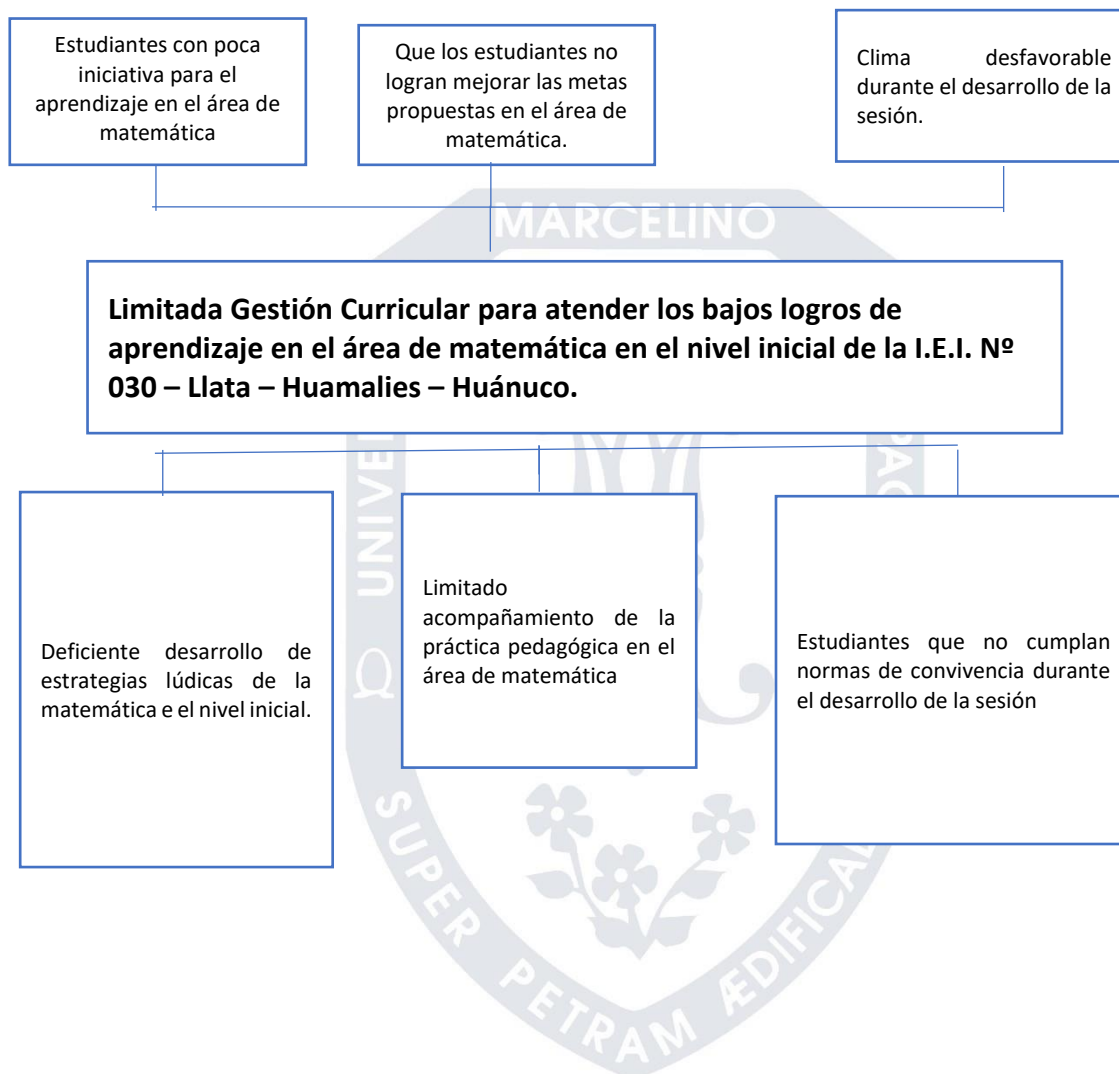 Estudiantes con poca
iniciativa para el
aprendizaje en el área de
matemática
Que los estudiantes no
logran mejorar las metas
propuestas en el área de
matemática.
Clima desfavorable
durante el desarrollo de la
sesión.
MARCELINO
Limitada Gestión Curricular para atender los bajos logros de
aprendizaje en el área de matemática en el nivel inicial de la I.E.I. Nº
030 – Llata – Huamalies – Huánuco.
Deficiente desarrollo de
estrategias lúdicas de la
matemática e el nivel inicial.
Limitado
acompañamiento de la
práctica pedagógica en el
área de matemática
Estudiantes que no cumplan
normas de convivencia durante
el desarrollo de la sesión
SUPER PETRAM